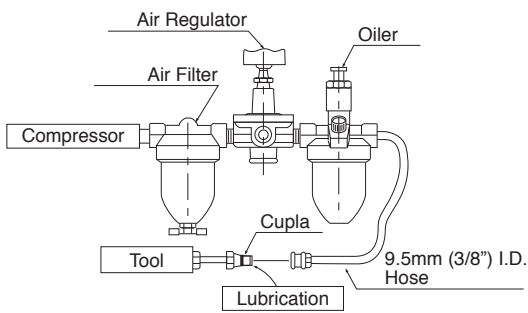 Air Regulator
Oiler
Air Filter
Compressor
Cupla
Tool
9.5mm (3/8”) I.D.
Hose
Lubrication